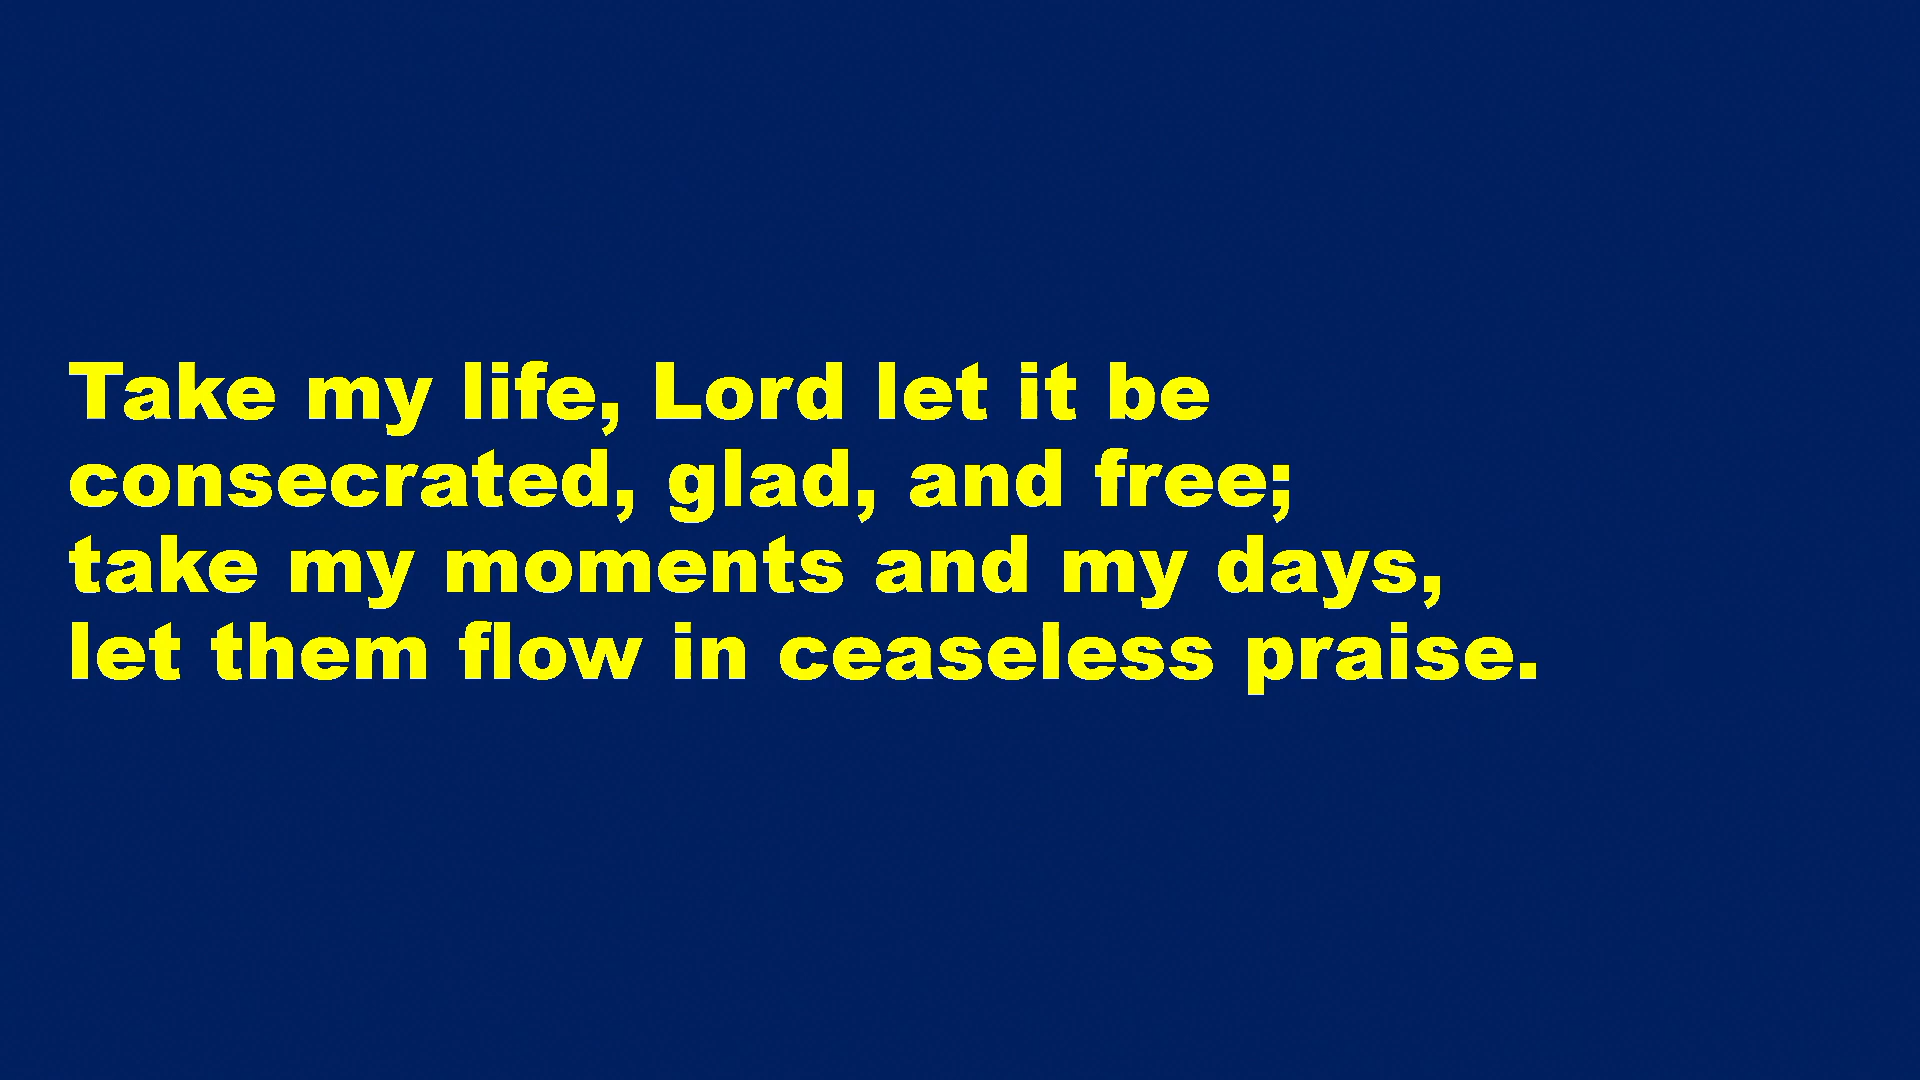 Take my life, Lord let it be
consecrated, glad, and free;
take my moments and my days,
let them flow in ceaseless praise.